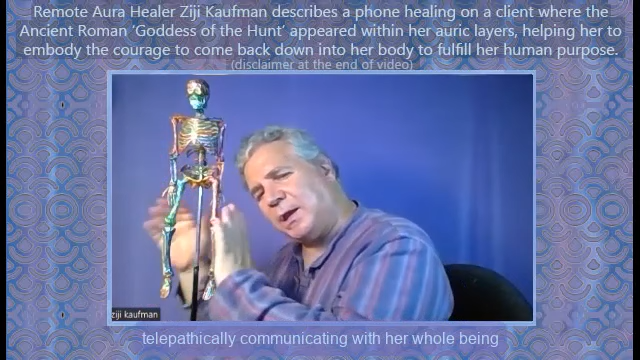 Remote Aura Healer Ziji Kaufman describes a phone healing on a client where the
Ancient Roman 'Goddess of the Hunt' appeared within her auric layers, helping her to
embody the courage to come back down into her body to fulfill her human purpose.
(disclaimer at the end of video)
ziji kaufman
telepathically communicating with her whole being